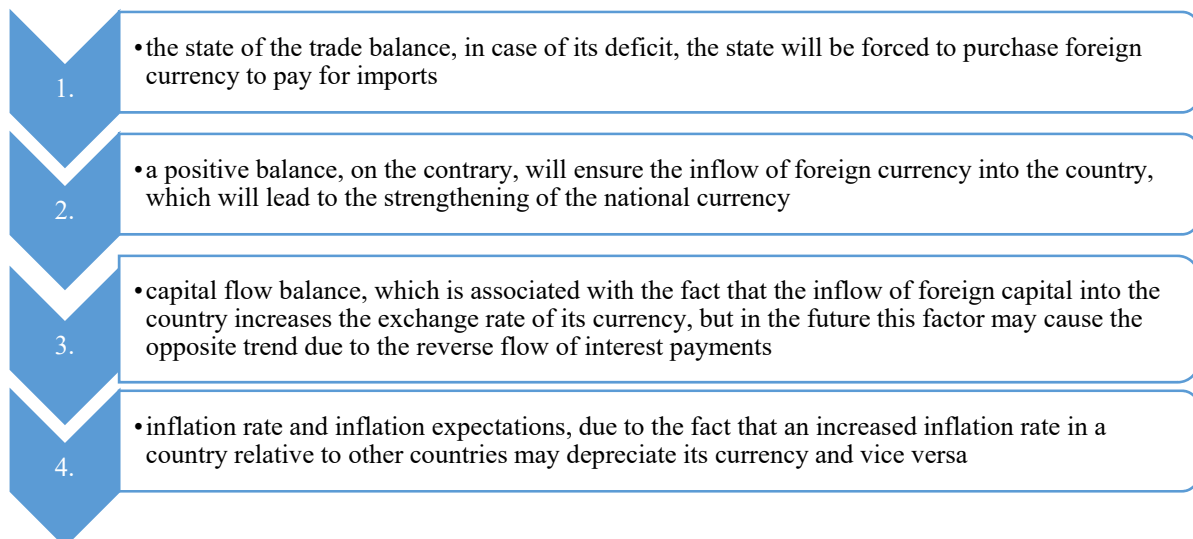 1.
•the state of the trade balance, in case of its deficit, the state will be forced to purchase foreign
currency to pay for imports
2.
•a positive balance, on the contrary, will ensure the inflow of foreign currency into the country,
which will lead to the strengthening of the national currency
3.
•capital flow balance, which is associated with the fact that the inflow of foreign capital into the
country increases the exchange rate of its currency, but in the future this factor may cause the
opposite trend due to the reverse flow of interest payments
4.
•inflation rate and inflation expectations, due to the fact that an increased inflation rate in a
country relative to other countries may depreciate its currency and vice versa